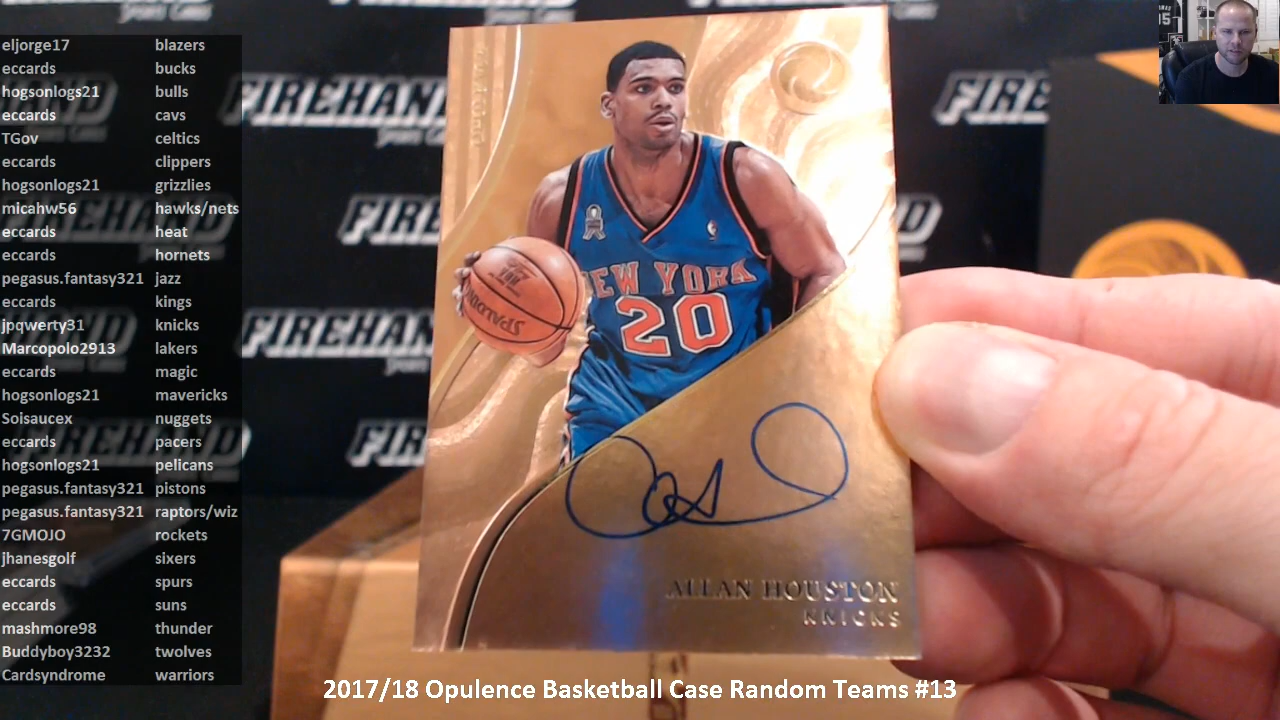 eljorge17 blazers
eccards bucks
hogsonlogs21 bulls
eccards cavs
TGov celtics
eccards clippers
hogsonlogs21 grizzlies
micahw56 hawks/nets
eccards heat
eccards hornets
pegasus.fantasy321 jazz
eccards kings
jpqwerty31 knicks
Marcopolo2913 lakers
eccards magic
hogsonlogs21 mavericks
Soisaucex nuggets
eccards pacers
hogsonlogs21 pelicans
pegasus.fantasy321 pistons
pegasus.fantasy321 raptors/wiz
7GMOJO rockets
jhanesgolf sixers
eccards spurs
eccards suns
mashmore98 thunder
Buddyboy3232 twolves
Cardsyndrome warriors
FIREHAND
SPALDING
NEW YORK
20
ALLAN HOUSTON
KNICKS
2017/18 Opulence Basketball Case Random Teams #13